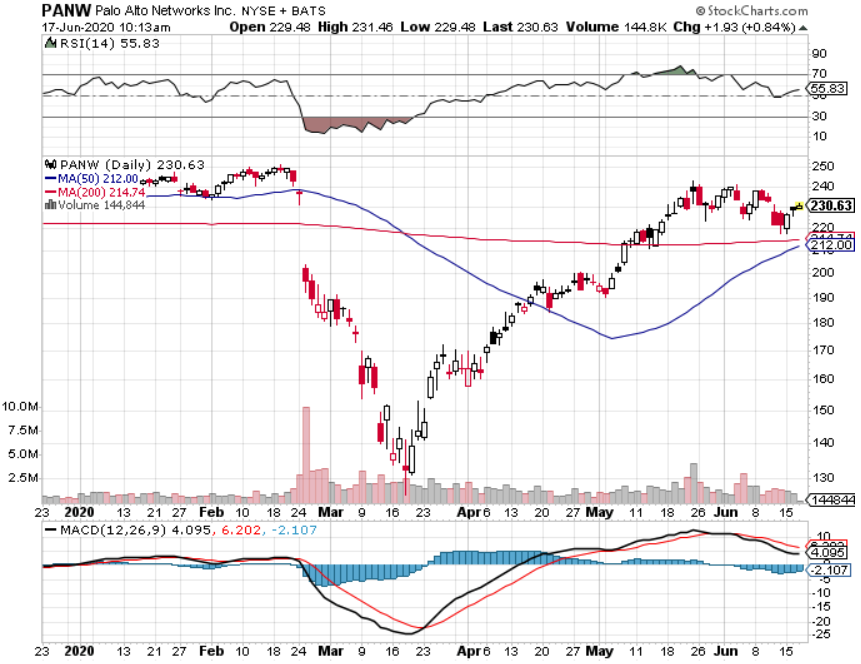 PANW Palo Alto Networks Inc. NYSE + BATS © StockCharts.com
17-Jun-2020 10:13am Open 229.48 High 231.46 Low 229.48 Last 230.63 Volume 144.8K Chg +1.93 (+0.84%)
RSI(14) 55.83
90
70
55.83
50
30
10
PANW (Daily) 230.63
MA(50) 212.00
MA(200) 214.74
Volume 144,844
250
240
230.63
220
214.74
212.00
210
200
190
180
170
160
150
140
130
144844
10.0M
7.5M
5.0M
2.5M
23 2020 13 21 27 Feb 10 18 24 Mar 9 16 23 Apr 6 13 20 27 May 11 18 26 Jun 8 15
MACD(12,26,9) 4.095, 6.202, -2.107
10
6.202
4.095
-2.107
-5
-10
-15
-20
-25
23 2020 13 21 27 Feb 10 18 24 Mar 9 16 23 Apr 6 13 20 27 May 11 18 26 Jun 8 15